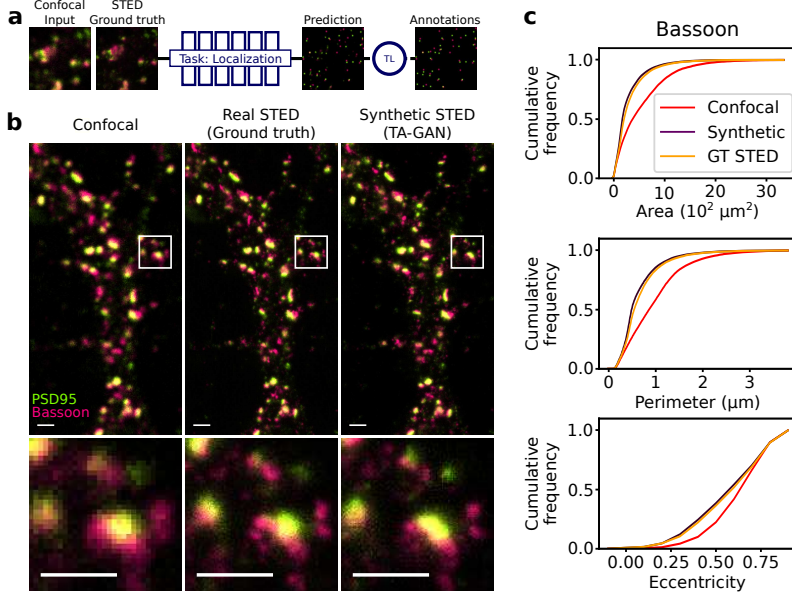 a
Confocal
Input
STED
Ground truth
Task: Localization
Prediction
TL
Annotations
b
Confocal
Real STED
(Ground truth)
Synthetic STED
(TA-GAN)
PSD95
Bassoon
c
Bassoon
Cumulative
frequency
1.0
0.5
0.0
Confocal
Synthetic
GT STED
0
10
20
30
Area (10² μm²)
Cumulative
frequency
1.0
0.5
0.0
0
1
2
3
Perimeter (μm)
Cumulative
frequency
1.0
0.5
0.0
0.00
0.25
0.50
0.75
Eccentricity